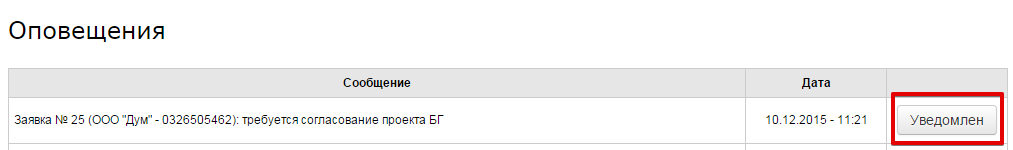 Оповещения
Сообщение Дата
Заявка № 25 (ООО "Дум" - 0326505462): требуется согласование проекта БГ 10.12.2015 - 11:21 Уведомлен